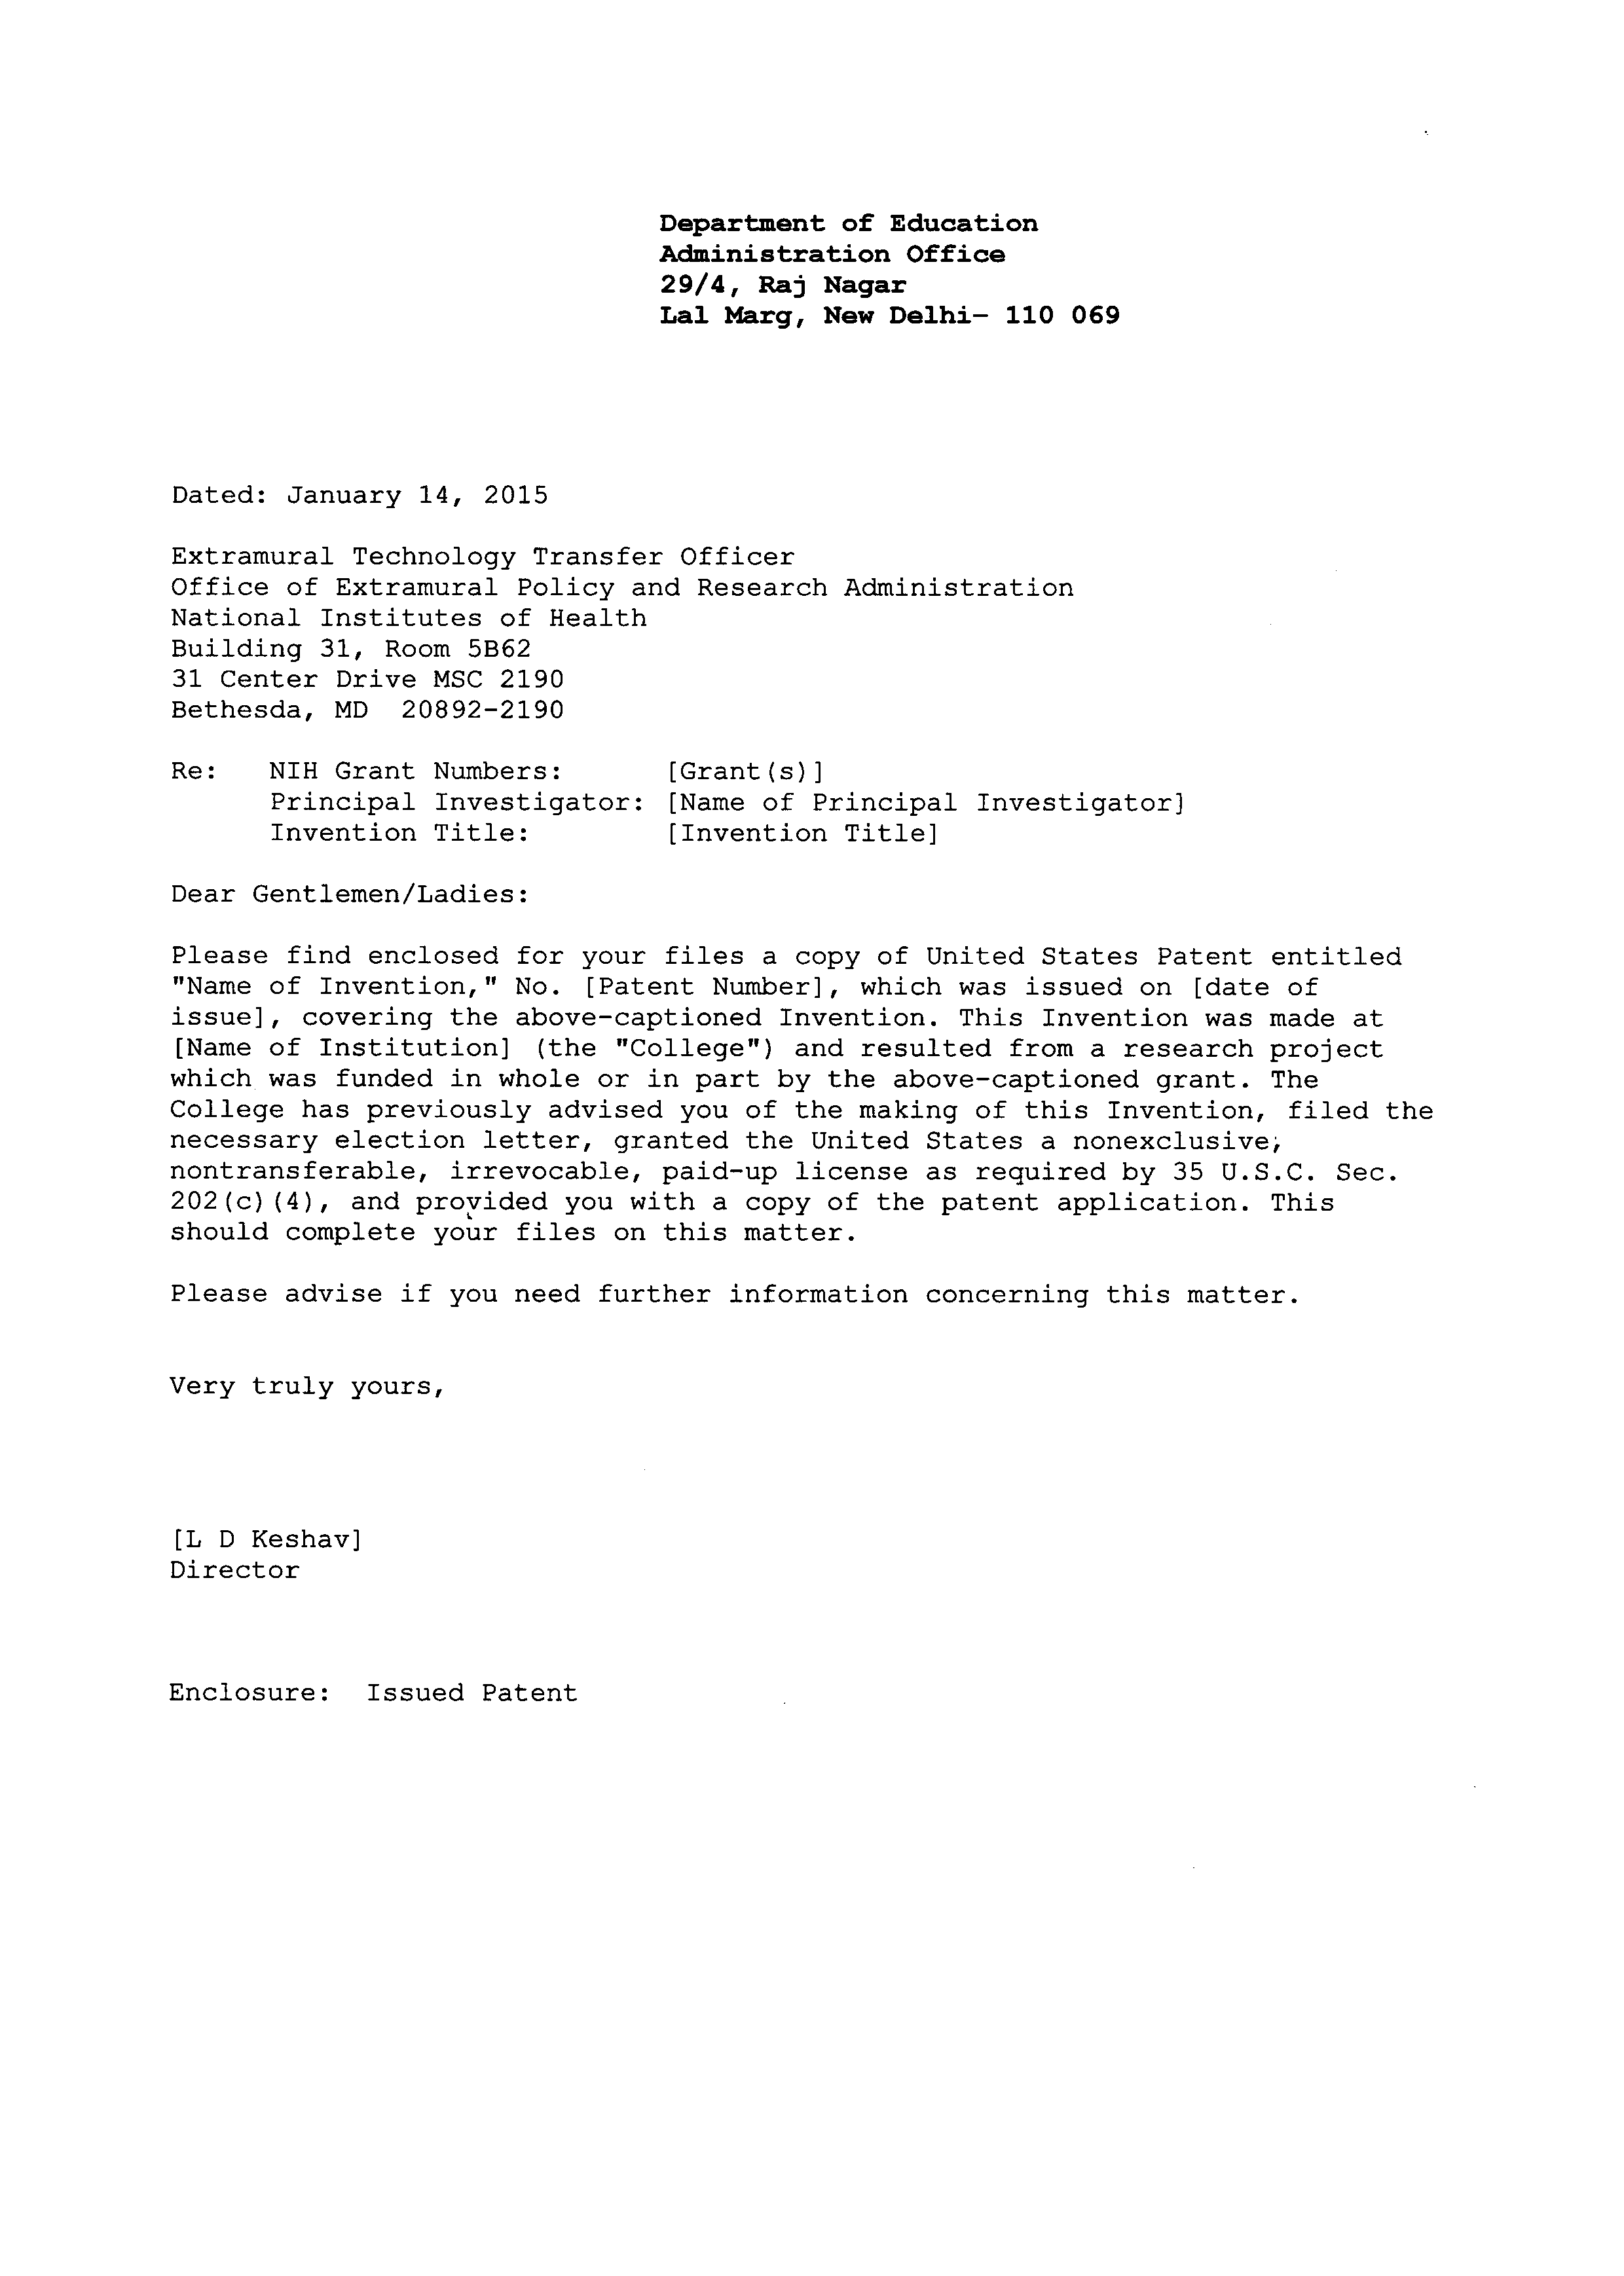 Department of Education
Administration Office
29/4, Raj Nagar
Lal Marg, New Delhi- 110 069
Dated: January 14, 2015
Extramural Technology Transfer Officer
Office of Extramural Policy and Research Administration
National Institutes of Health
Building 31, Room 5B62
31 Center Drive MSC 2190
Bethesda, MD 20892-2190
Re: NIH Grant Numbers: [Grant(s)]
Principal Investigator: [Name of Principal Investigator]
Invention Title: [Invention Title]
Dear Gentlemen/Ladies:
Please find enclosed for your files a copy of United States Patent entitled
"Name of Invention," No. [Patent Number], which was issued on [date of
issue], covering the above-captioned Invention. This Invention was made at
[Name of Institution] (the "College") and resulted from a research project
which was funded in whole or in part by the above-captioned grant. The
College has previously advised you of the making of this Invention, filed the
necessary election letter, granted the United States a nonexclusive,
nontransferable, irrevocable, paid-up license as required by 35 U.S.C. Sec.
202(c)(4), and provided you with a copy of the patent application. This
should complete your files on this matter.
Please advise if you need further information concerning this matter.
Very truly yours,
[L D Keshav]
Director
Enclosure: Issued Patent